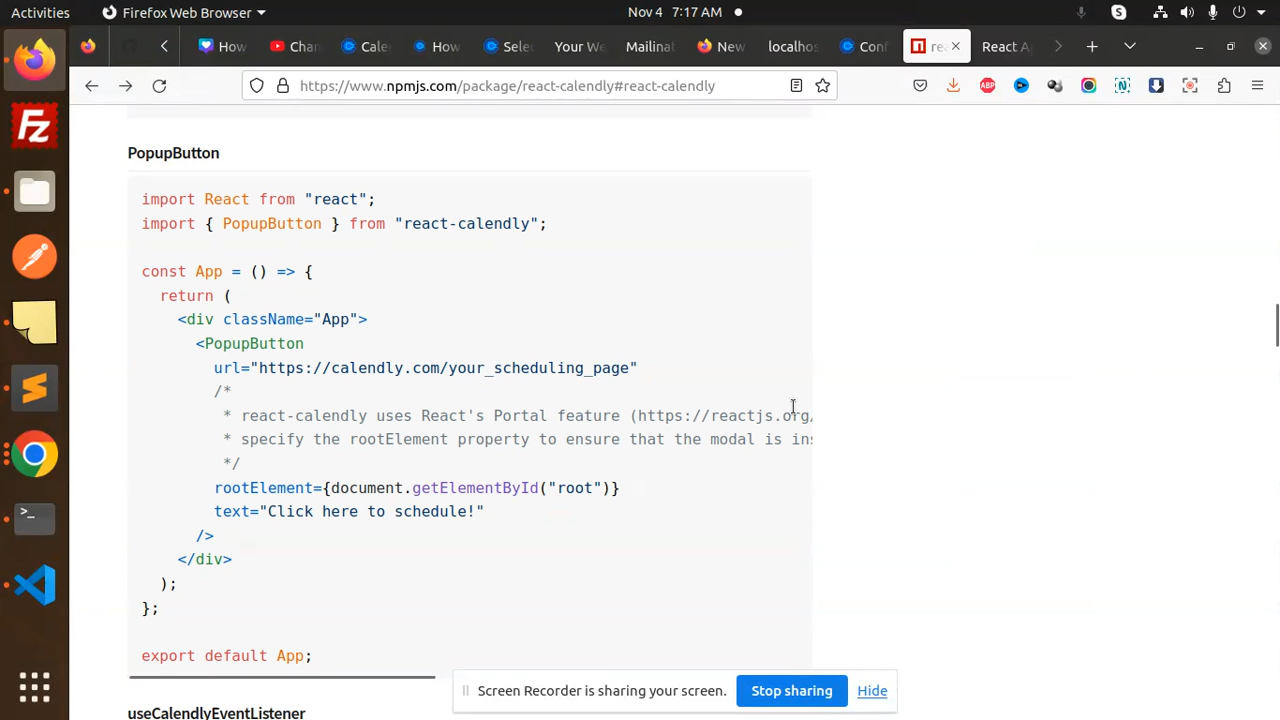 Activities
Firefox Web Browser
Nov 4 7:17 AM
How
Chan
Cale
How
Selec
Your We
Mailina
New
localhos
Conf
rea
React A
https://www.npmjs.com/package/react-calendly#react-calendly
PopupButton
import React from "react";
import { PopupButton } from "react-calendly";
const App = () => {
return (
<div className="App">
<PopupButton
url="https://calendly.com/your_scheduling_page"
/*
* react-calendly uses React's Portal feature (https://reactjs.org/
* specify the rootElement property to ensure that the modal is ins
*/
rootElement={document.getElementById("root")}
text="Click here to schedule!"
/>
</div>
);
};
export default App;
Screen Recorder is sharing your screen.
Stop sharing
Hide
useCalendlyEventListener